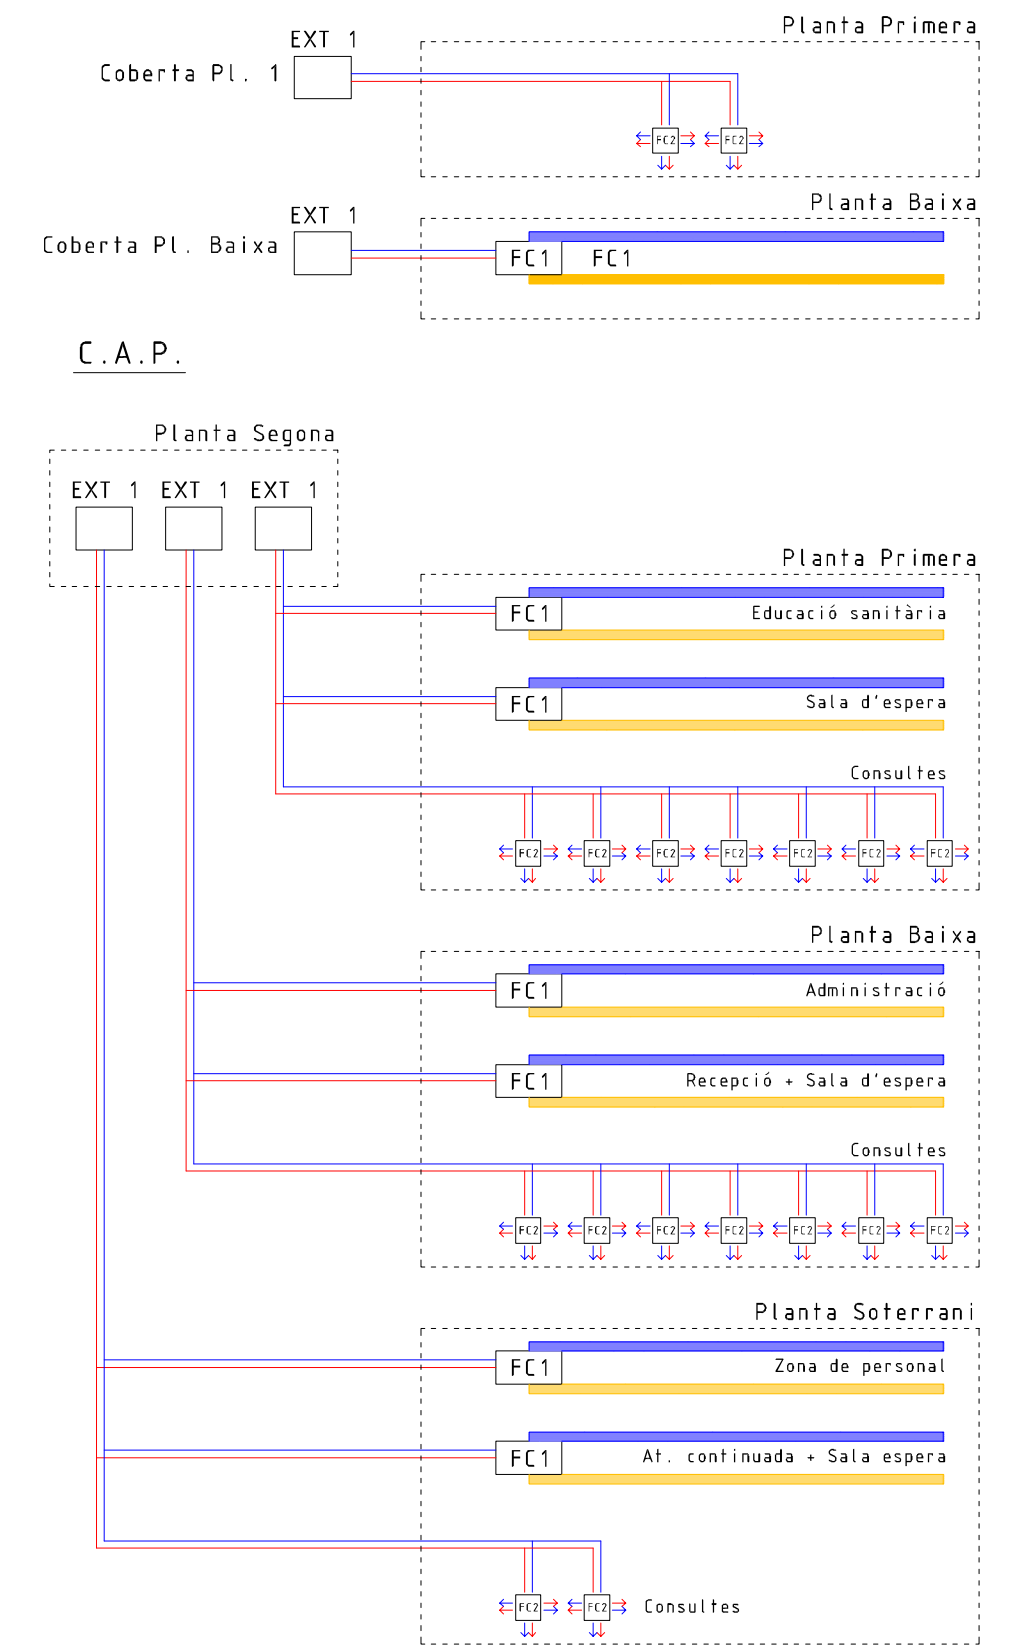 Planta Primera
EXT 1
Coberta Pl. 1
FC2 FC2
Planta Baixa
EXT 1
Coberta Pl. Baixa
FC1 FC1
C.A.P.
Planta Segona
EXT 1 EXT 1 EXT 1
Planta Primera
FC1 Educació sanitària
FC1 Sala d'espera
Consultes
FC2 FC2 FC2 FC2 FC2 FC2 FC2
Planta Baixa
FC1 Administració
FC1 Recepció + Sala d'espera
Consultes
FC2 FC2 FC2 FC2 FC2 FC2 FC2
Planta Soterrani
FC1 Zona de personal
FC1 At. continuada + Sala espera
FC2 FC2 Consultes